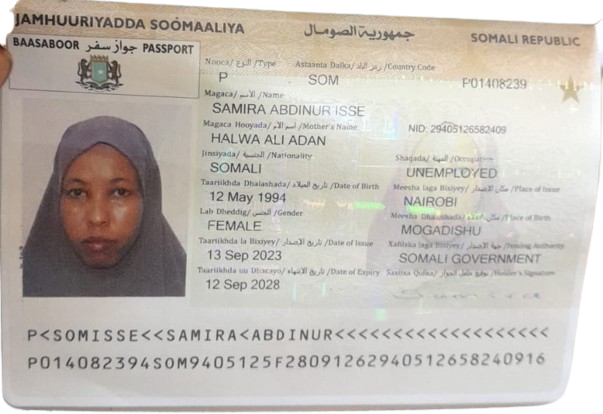 JAMHUURIYADDA SOOMAALIYA جمهورية الصومال SOMALI REPUBLIC
BAASABOOR جواز سفر PASSPORT
Nooca/ النوع /Type Astaanta Dalka/ رمز البلد /Country Code
P SOM P01408239
Magaca/ الأسم /Name
SAMIRA ABDINUR ISSE
Magaca Hooyada/ أسم الأم /Mother's Name NID: 29405126582409
HALWA ALI ADAN
Jinsiyada/ الجنسية /Nationality Shaqada/ المهنة /Occupation
SOMALI UNEMPLOYED
Taariikhda Dhalashada/ تاريخ الميلاد /Date of Birth Meesha laga Bixiyey/ مكان الاصدار /Place of Issue
12 May 1994 NAIROBI
Lab Dheddig/ الجنس /Gender Meesha Dhalashada/ /Place of Birth
FEMALE MOGADISHU
Taariikhda la Bixiyey/ تاريخ الإصدار /Date of Issue Xafiiska laga Bixiyey/ جهة الاصدار /Issuing Authority
13 Sep 2023 SOMALI GOVERNMENT
Taariikhda uu Dhacayo/ تاريخ الانتهاء /Date of Expiry Saxiixa Qofka/ توقيع حامل الجواز /Holder's Signature
12 Sep 2028 Samira
P<SOMISSE<<SAMIRA<ABDINUR<<<<<<<<<<<<<<<<<<<
P014082394SOM9405125F28091262940512658240916